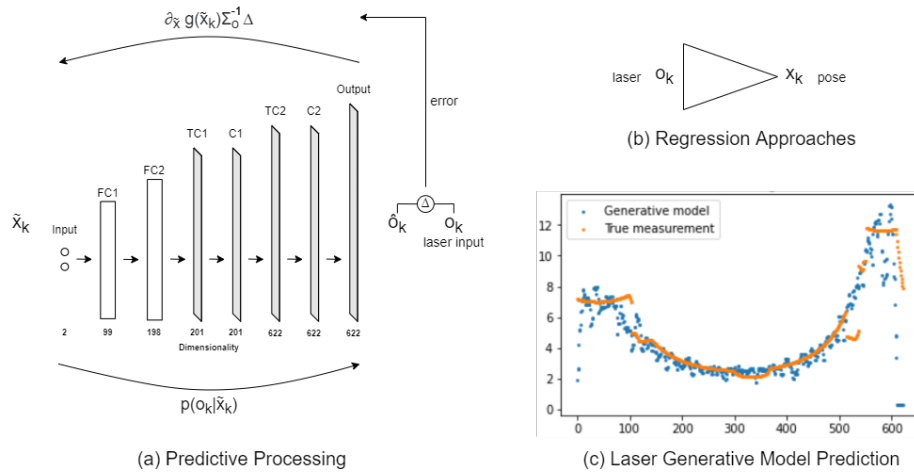 ∂x̃ g(x̃k)Σo⁻¹ Δ
Output
TC2
C2
TC1
C1
FC2
FC1
error
x̃k
Input
Δ
ôk
ok
laser input
2
99
198
201
201
622
622
622
Dimensionality
p(ok|x̃k)
(a) Predictive Processing
laser ok
xk pose
(b) Regression Approaches
Generative model
True measurement
12
10
8
6
4
2
0
0
100
200
300
400
500
600
(c) Laser Generative Model Prediction